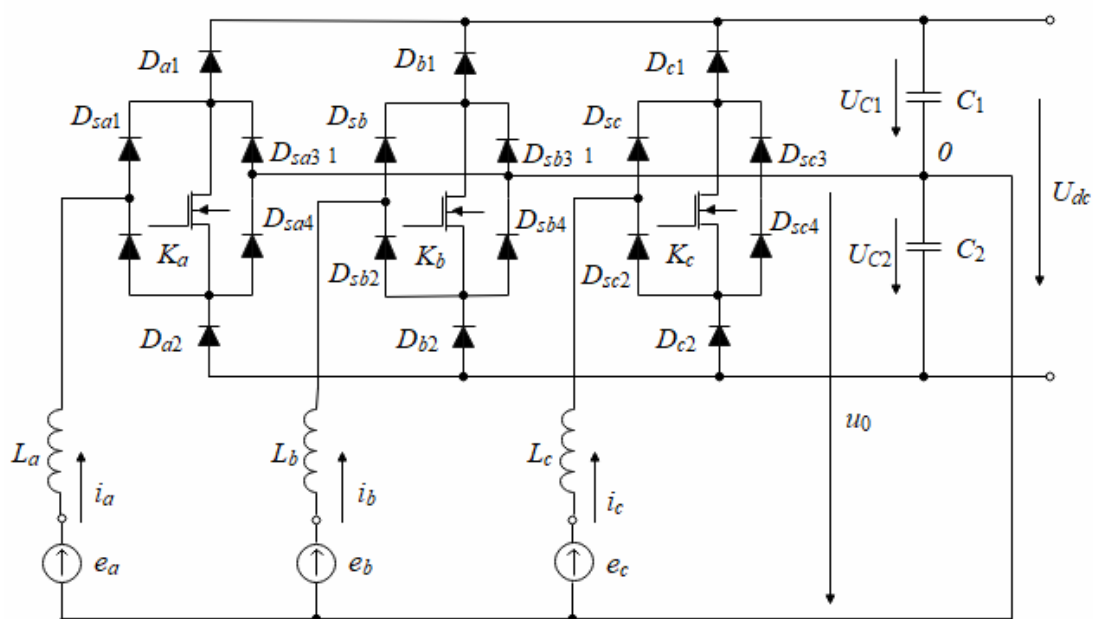 Da1
Db1
Dc1
Dsa1
Dsb
Dsc
UC1
C1
Dsa3 1
Dsb3 1
Dsc3
0
Udc
Dsa4
Dsb4
Dsc4
Ka
Kb
Kc
Dsb2
Dsc2
UC2
C2
Da2
Db2
Dc2
u0
La
Lb
Lc
ia
ib
ic
ea
eb
ec